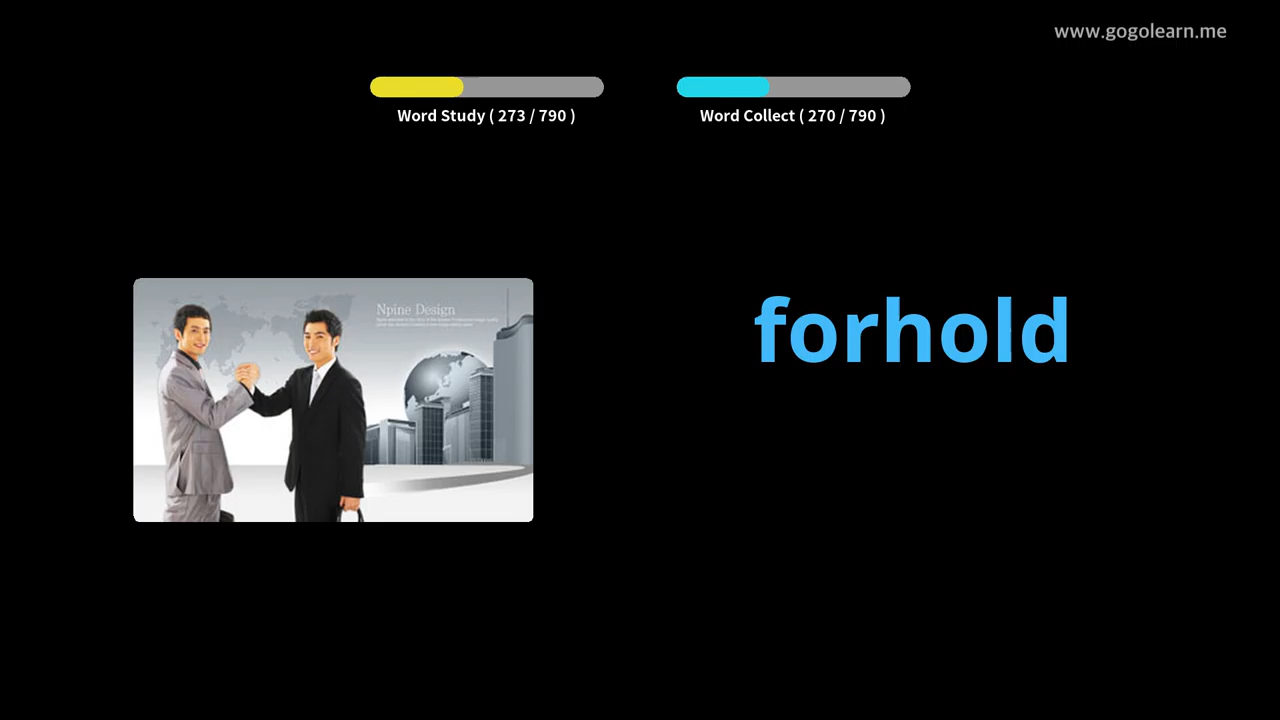 www.gogolearn.me
Word Study ( 273 / 790 )
Word Collect ( 270 / 790 )
Npine Design
forhold